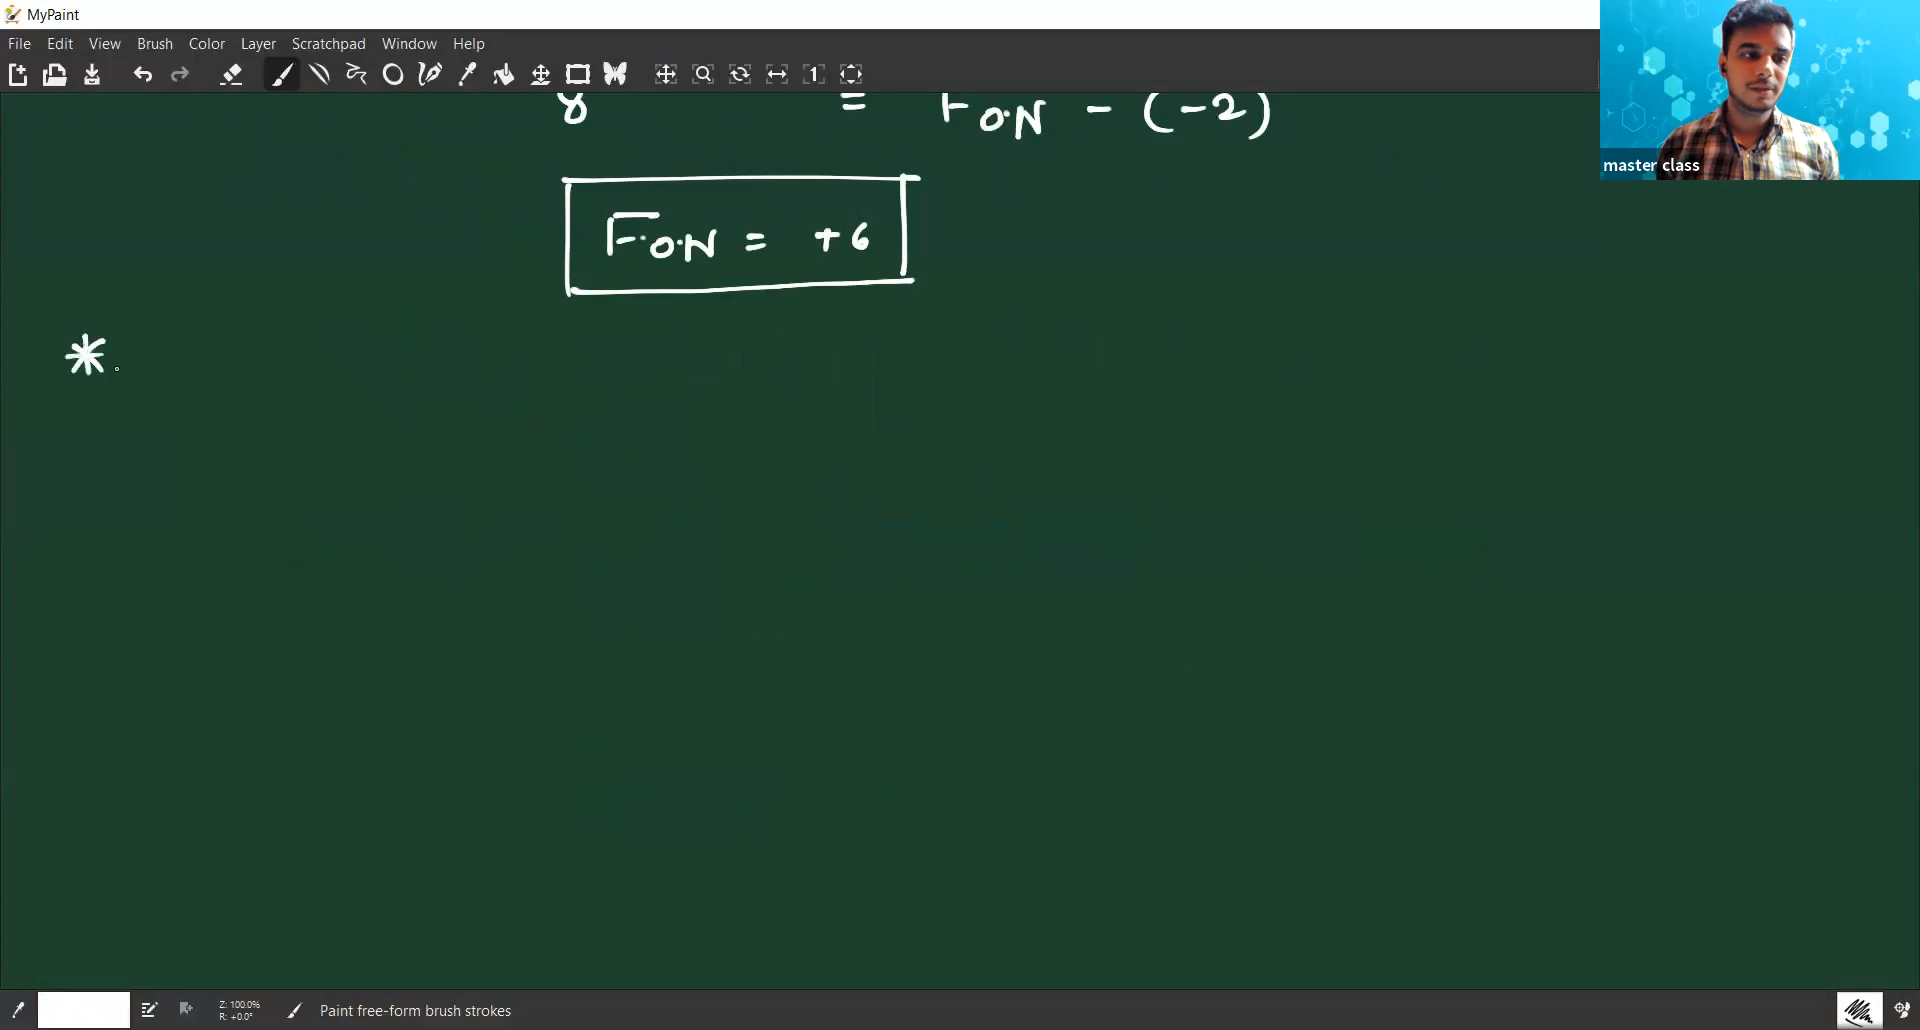 MyPaint
File Edit View Brush Color Layer Scratchpad Window Help
8 = F O.N - (-2)
F.O.N = +6
*
master class
Z: 100.0%
R: +0.0°
Paint free-form brush strokes